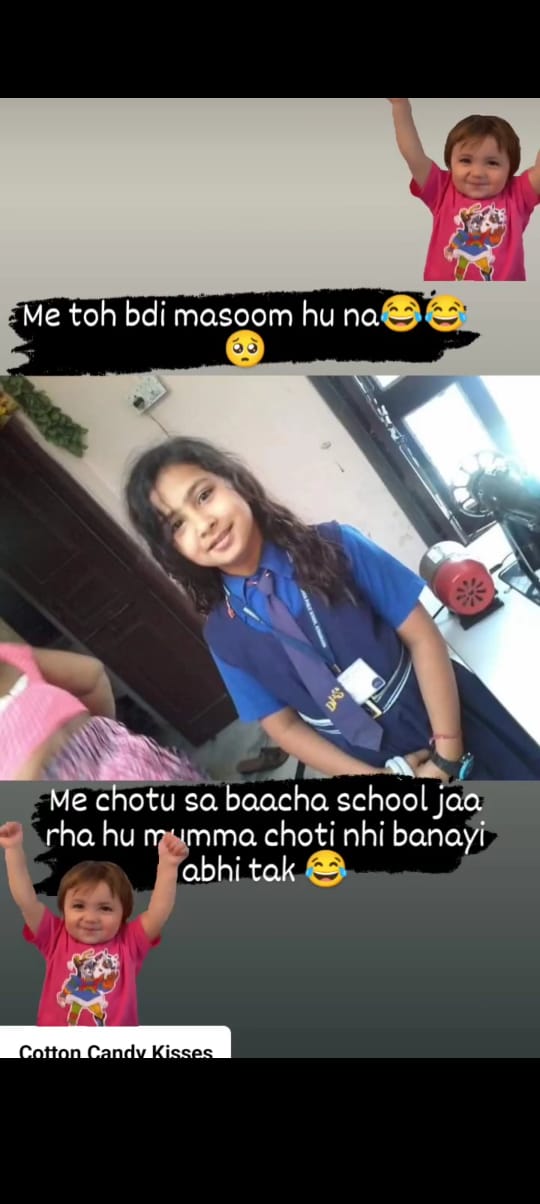 Me toh bdi masoom hu na😂😂
🥺
DAS
Me chotu sa baacha school jaa
rha hu mumma choti nhi banayi
abhi tak 😂
Cotton Candy Kisses